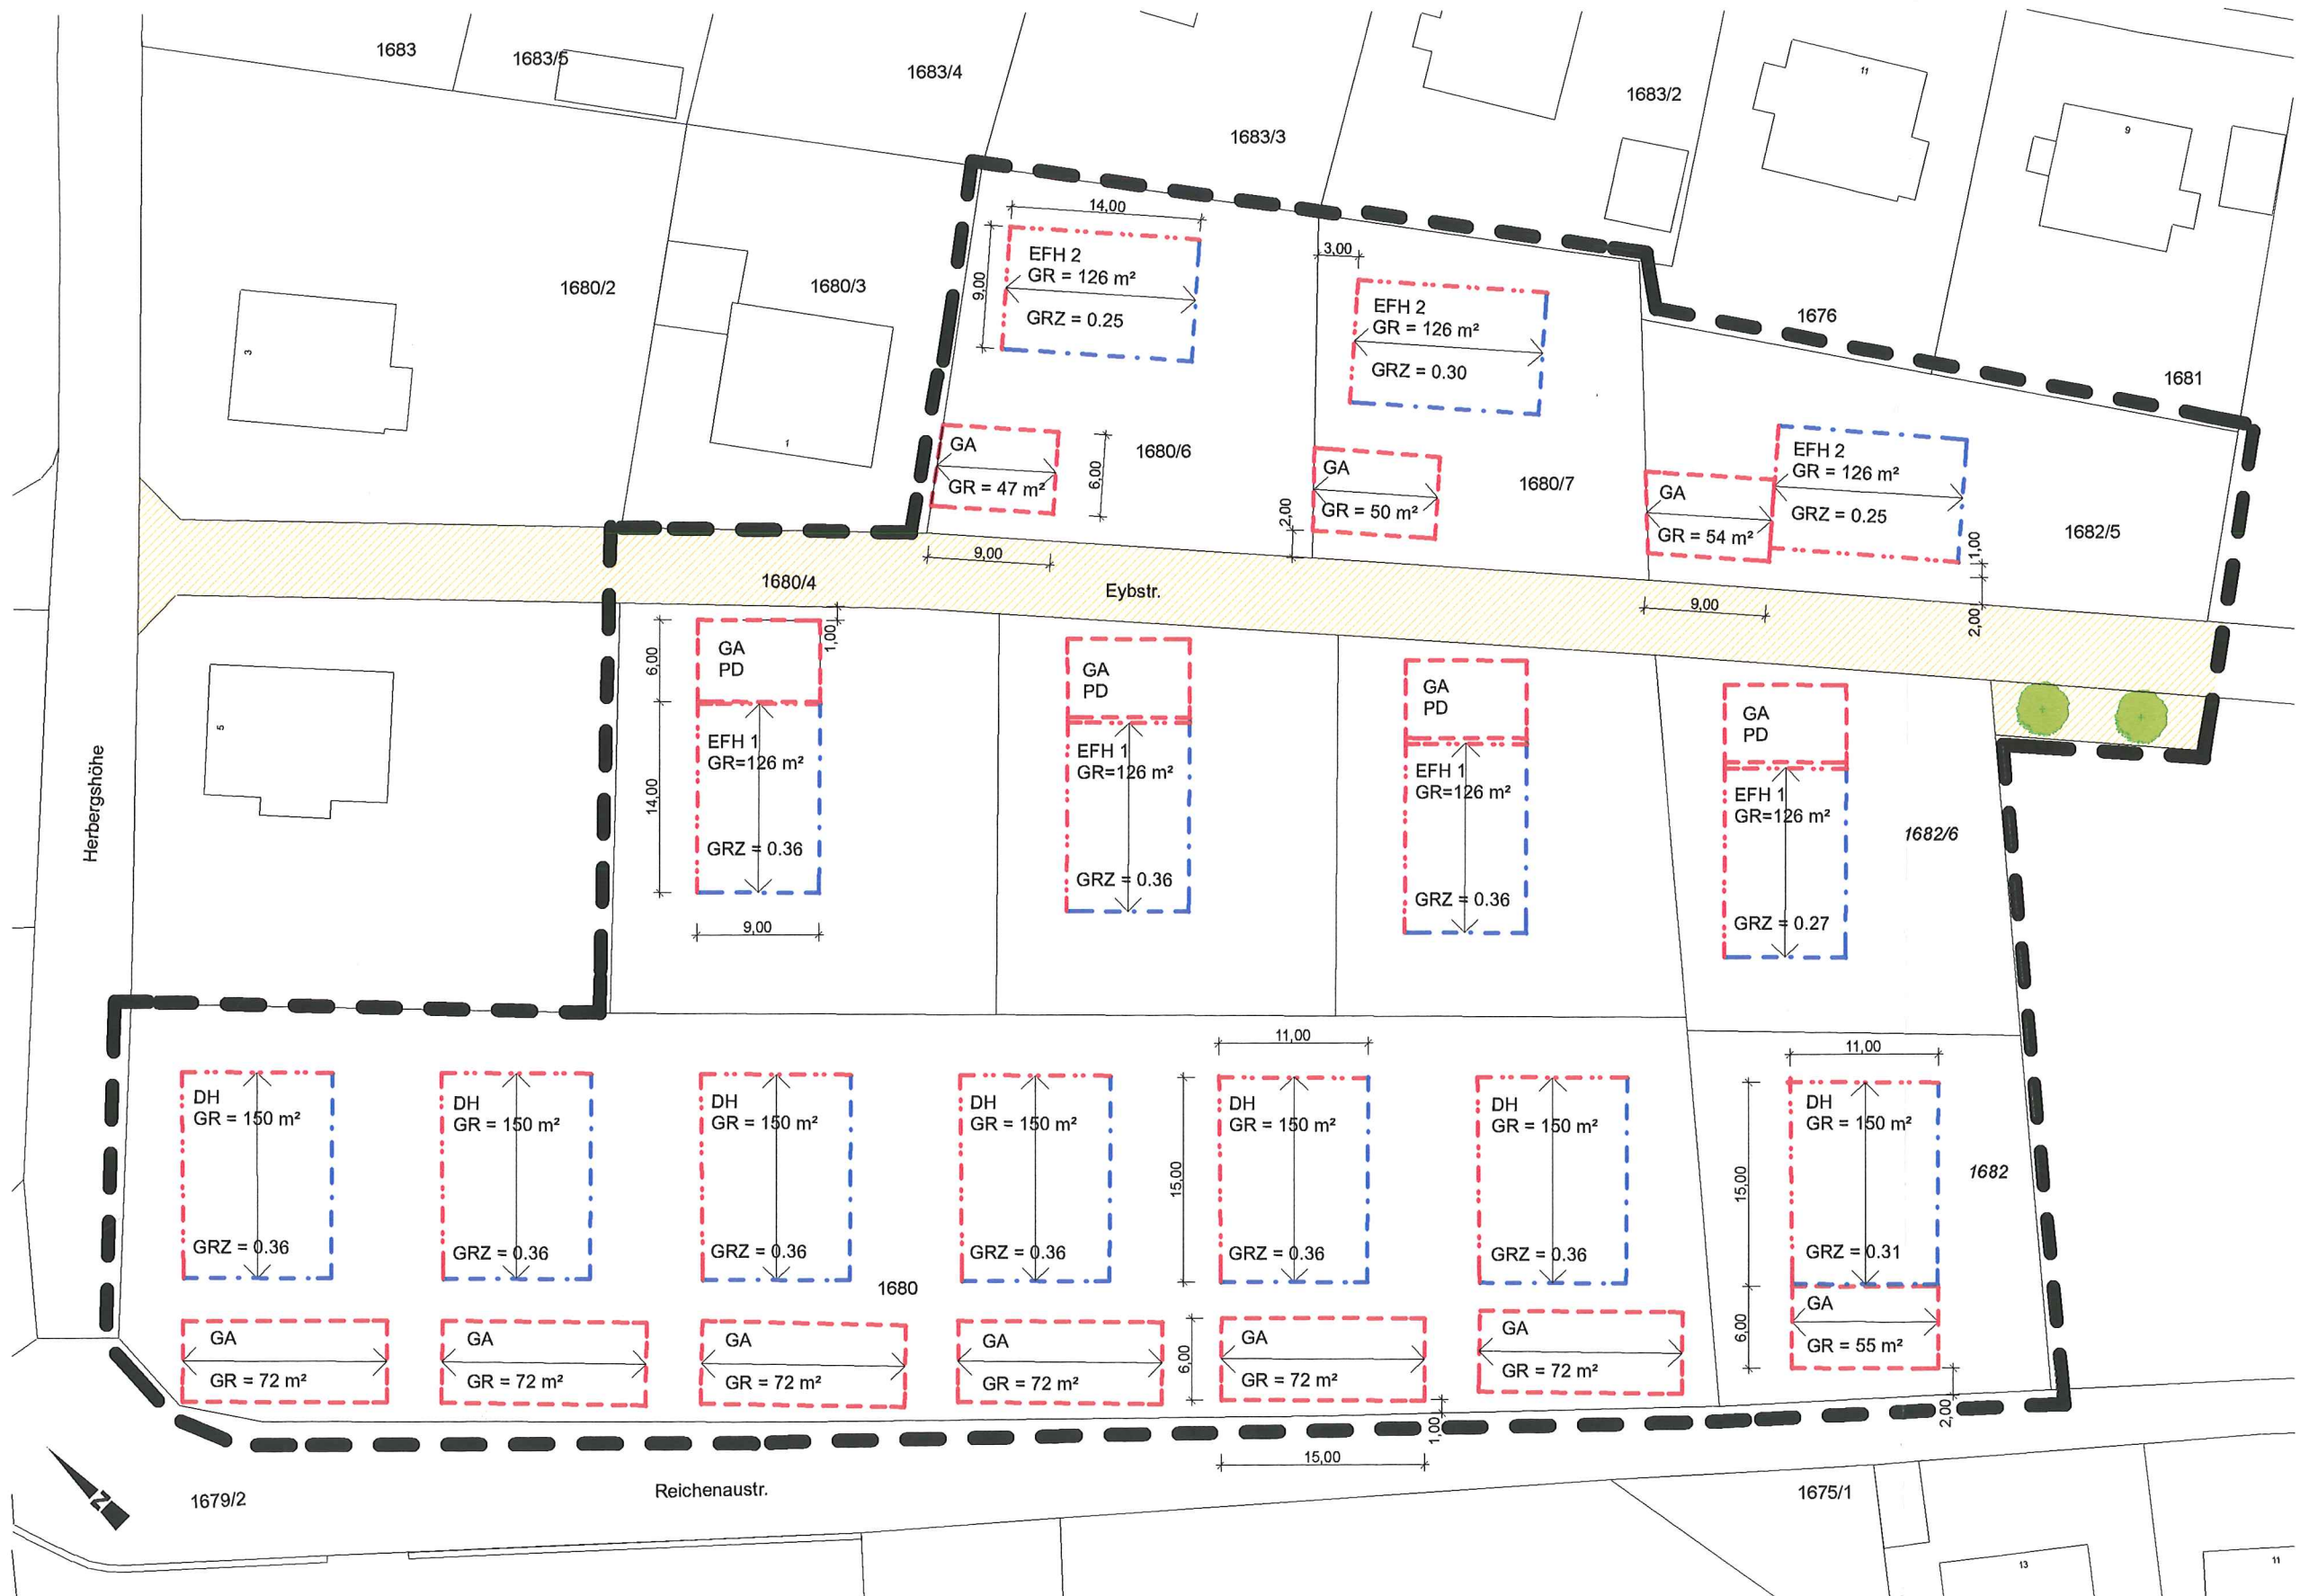 1683
1683/5
1683/4
1683/3
1683/2
11
9
1680/2
1680/3
3
1
14,00
9,00
EFH 2
GR = 126 m²
GRZ = 0.25
3,00
EFH 2
GR = 126 m²
GRZ = 0.30
1676
1681
GA
GR = 47 m²
6,00
1680/6
GA
GR = 50 m²
2,00
1680/7
GA
GR = 54 m²
EFH 2
GR = 126 m²
GRZ = 0.25
1,00
2,00
1682/5
9,00
9,00
1680/4
Eybstr.
5
Herbergshöhe
6,00
14,00
1,00
GA
PD
EFH 1
GR=126 m²
GRZ = 0.36
9,00
GA
PD
EFH 1
GR=126 m²
GRZ = 0.36
GA
PD
EFH 1
GR=126 m²
GRZ = 0.36
GA
PD
EFH 1
GR=126 m²
GRZ = 0.27
1682/6
11,00
11,00
DH
GR = 150 m²
GRZ = 0.36
DH
GR = 150 m²
GRZ = 0.36
DH
GR = 150 m²
GRZ = 0.36
DH
GR = 150 m²
GRZ = 0.36
15,00
DH
GR = 150 m²
GRZ = 0.36
DH
GR = 150 m²
GRZ = 0.36
15,00
DH
GR = 150 m²
GRZ = 0.31
1682
1680
GA
GR = 72 m²
GA
GR = 72 m²
GA
GR = 72 m²
GA
GR = 72 m²
6,00
GA
GR = 72 m²
GA
GR = 72 m²
6,00
GA
GR = 55 m²
1,00
2,00
15,00
N
1679/2
Reichenaustr.
1675/1
13
11